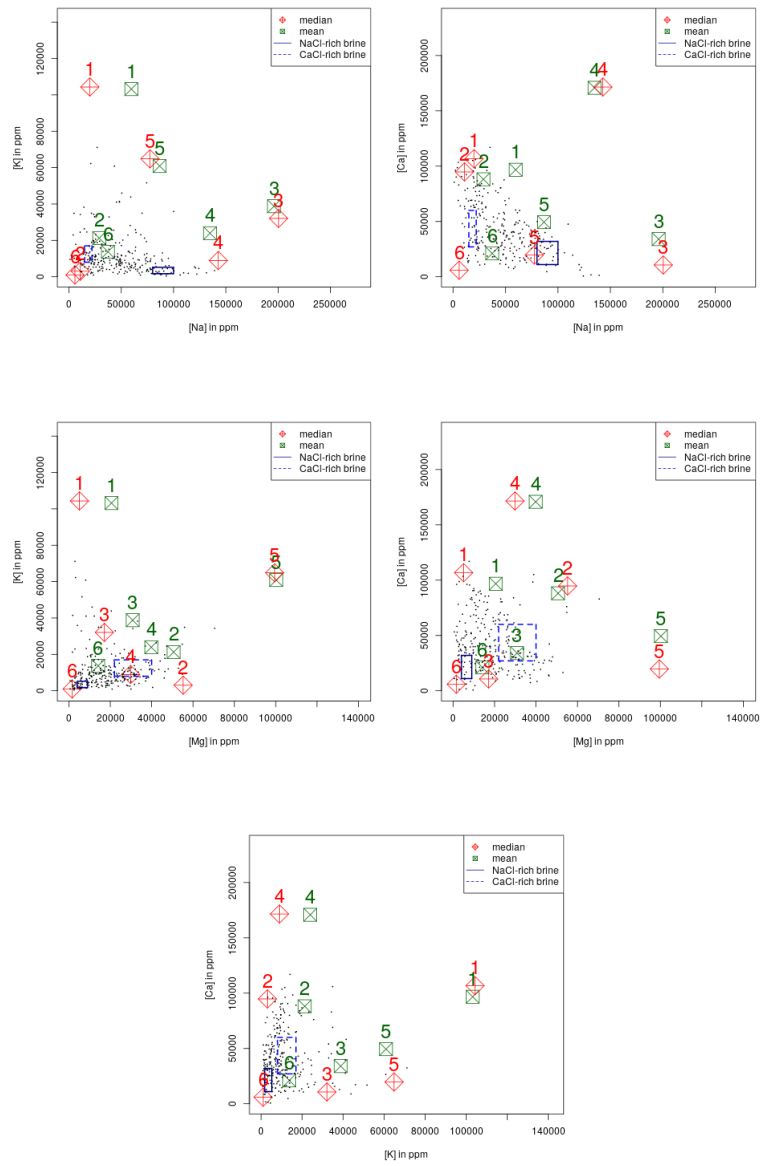 median
mean
NaCl-rich brine
CaCl-rich brine
1 1
5 5
3 3
4 4
2 6
6 2
[K] in ppm
0 20000 40000 60000 80000 120000
0 50000 100000 150000 200000 250000
[Na] in ppm
median
mean
NaCl-rich brine
CaCl-rich brine
4 4
2 1 1
2
5 3
6 5 3
6
[Ca] in ppm
0 50000 100000 150000 200000
0 50000 100000 150000 200000 250000
[Na] in ppm
median
mean
NaCl-rich brine
CaCl-rich brine
1 1
5
5
3 3
4 2
6 4 2
6
[K] in ppm
0 20000 40000 60000 80000 120000
0 20000 40000 60000 80000 100000 140000
[Mg] in ppm
median
mean
NaCl-rich brine
CaCl-rich brine
4 4
1 1 2 2
3 5
6 3 5
6
[Ca] in ppm
0 50000 100000 150000 200000
0 20000 40000 60000 80000 100000 140000
[Mg] in ppm
median
mean
NaCl-rich brine
CaCl-rich brine
4 4
1
2 2 1
5
6 3
6 3 5
[Ca] in ppm
0 50000 100000 150000 200000
0 20000 40000 60000 80000 100000 140000
[K] in ppm